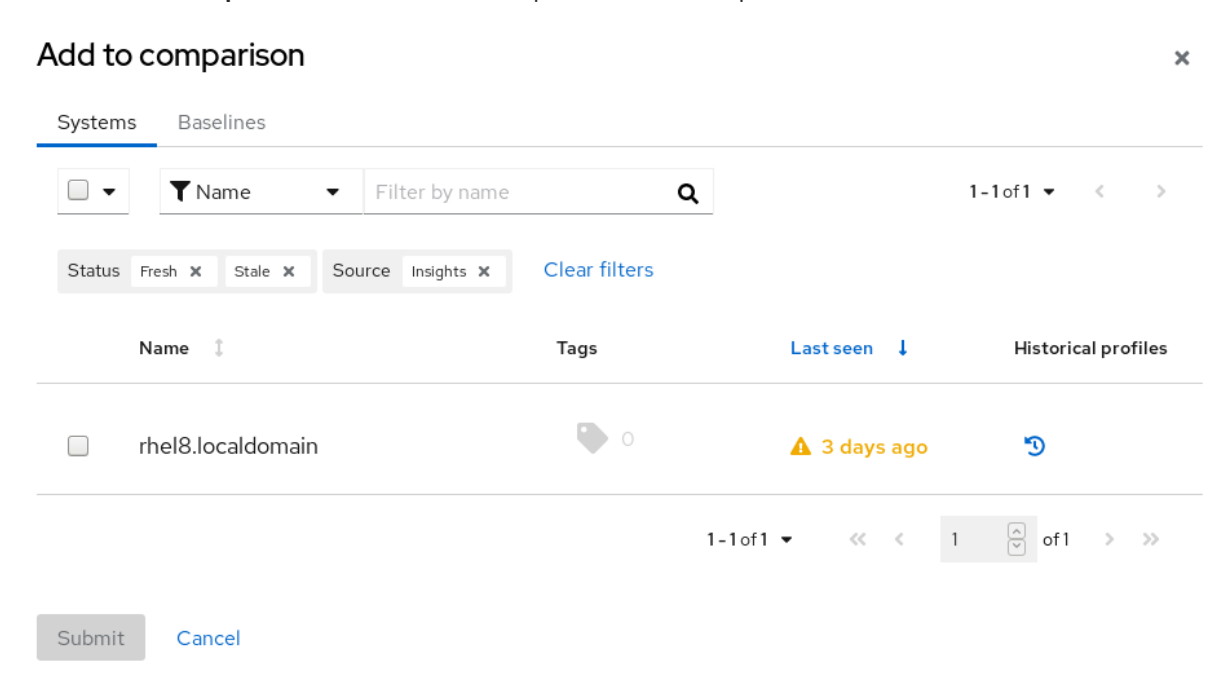 Add to comparison
Systems Baselines
Name Filter by name 1 - 1 of 1
Status Fresh Stale Source Insights Clear filters
Name Tags Last seen Historical profiles
rhel8.localdomain 0 3 days ago
1 - 1 of 1 1 of 1
Submit Cancel